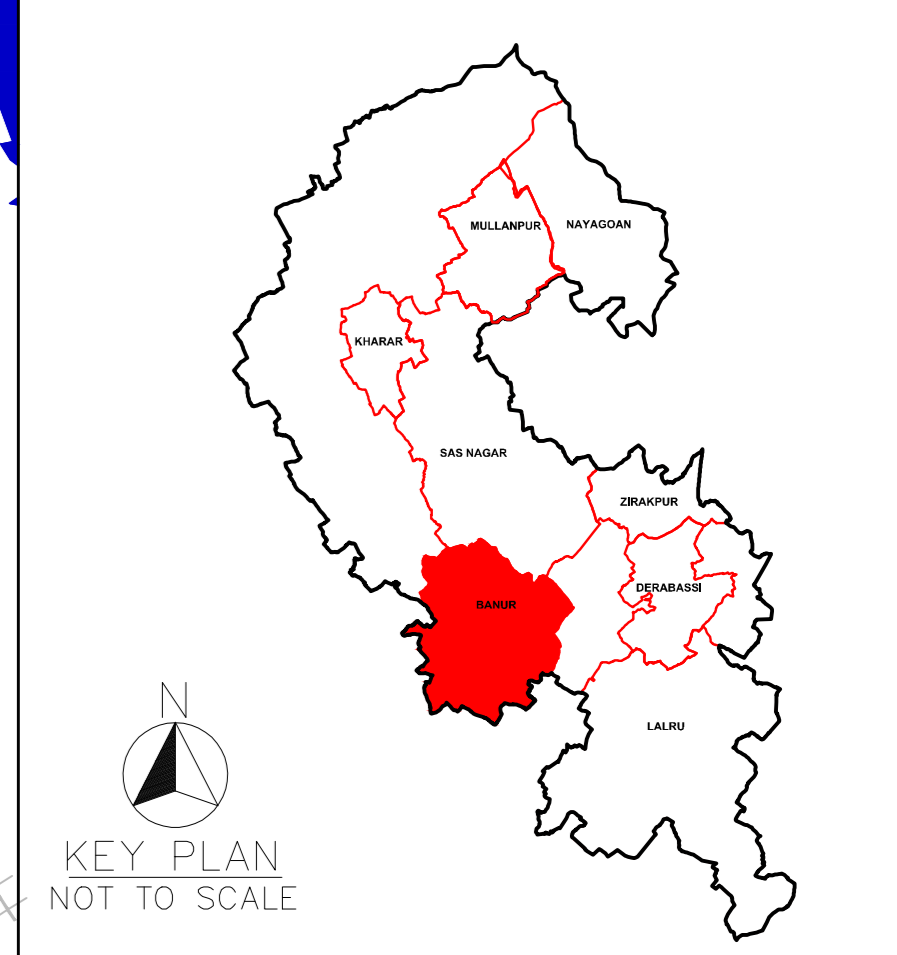 NAYAGOAN
MULLANPUR
KHARAR
SAS NAGAR
ZIRAKPUR
DERABASSI
BANUR
LALRU
N
KEY PLAN
NOT TO SCALE